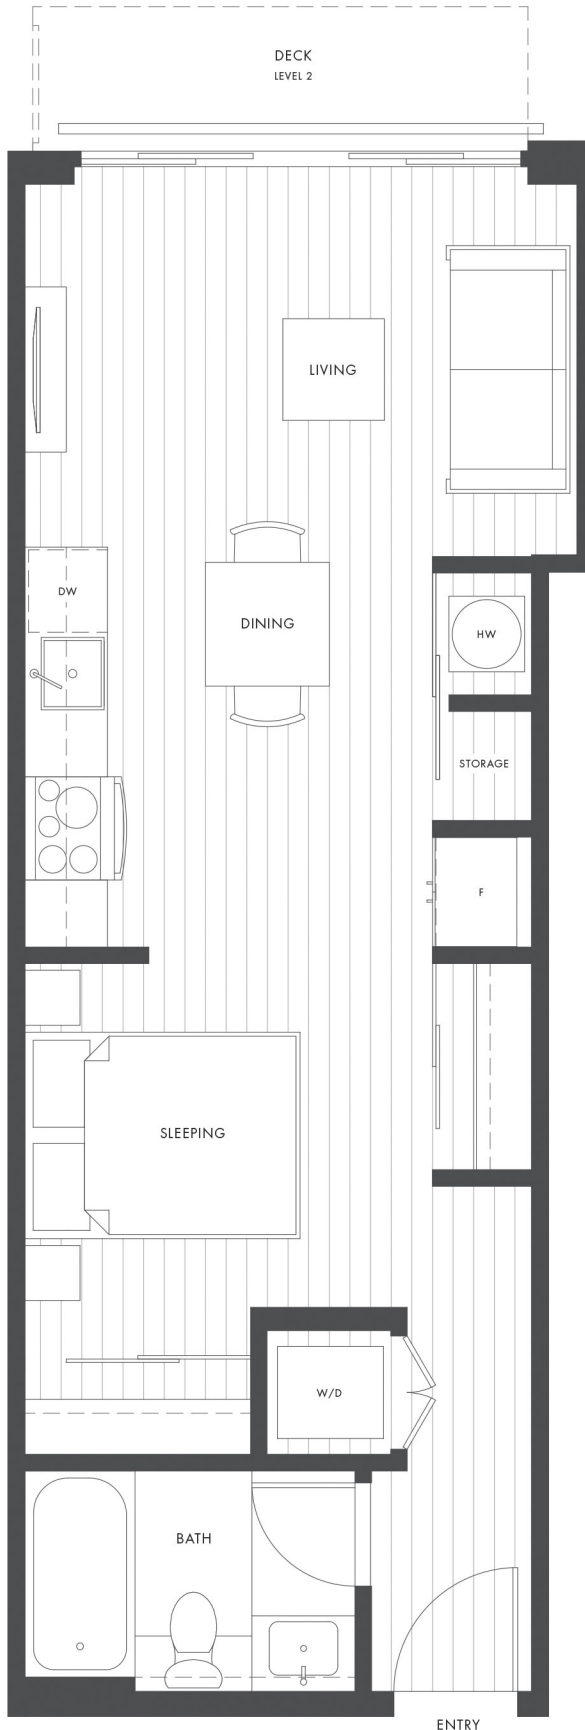 DECK
LEVEL 2
LIVING
DW
DINING
HW
STORAGE
F
SLEEPING
W/D
BATH
ENTRY